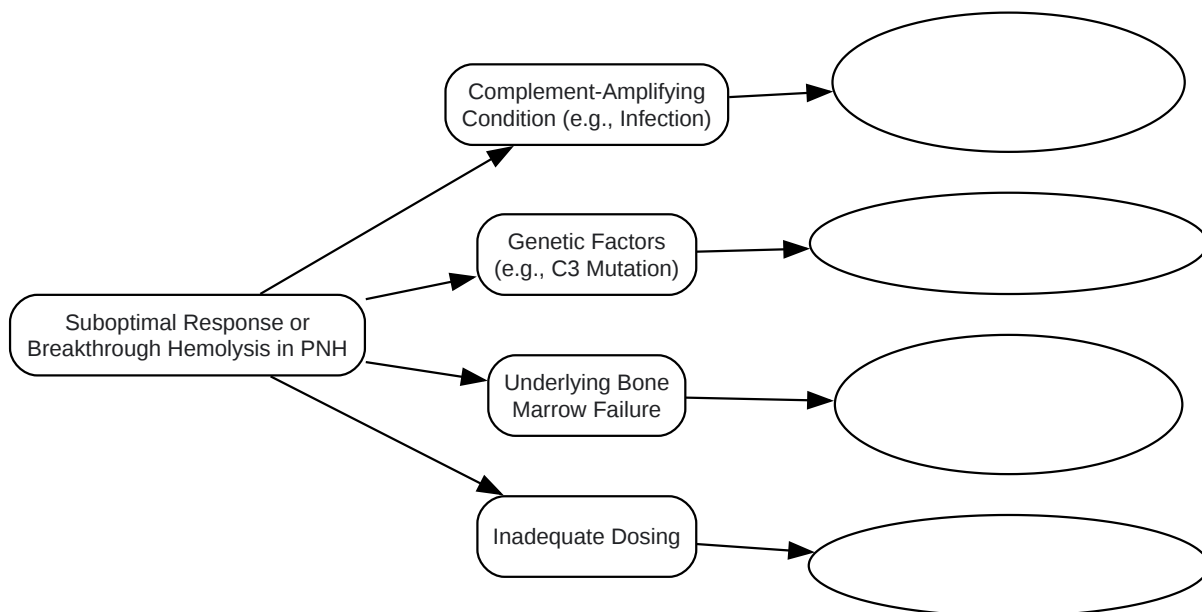 Complement-Amplifying
Condition (e.g., Infection)
Genetic Factors
(e.g., C3 Mutation)
Suboptimal Response or
Breakthrough Hemolysis in PNH
Underlying Bone
Marrow Failure
Inadequate Dosing